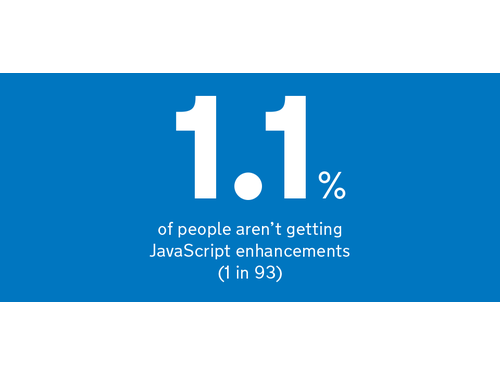 1.1%
of people aren't getting
JavaScript enhancements
(1 in 93)